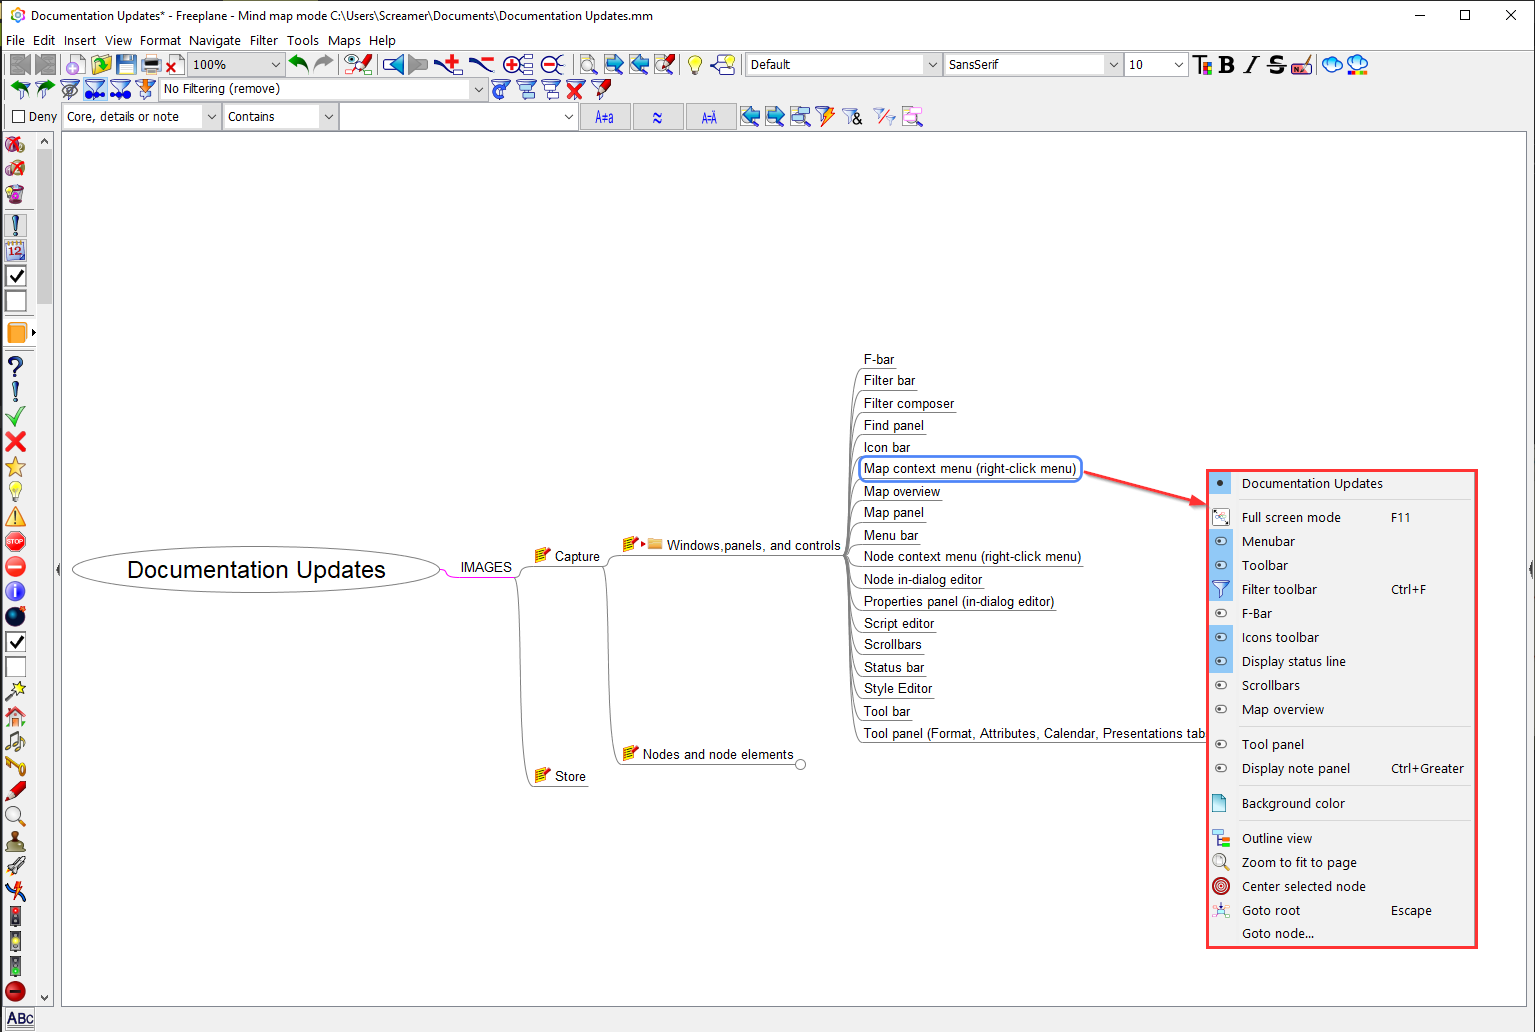 Documentation Updates* - Freeplane - Mind map mode C:\Users\Screamer\Documents\Documentation Updates.mm
File Edit Insert View Format Navigate Filter Tools Maps Help
100% Default SansSerif 10
No Filtering (remove)
Deny Core, details or note Contains A≠a ≈ A=Ä
12
STOP
ABC
Documentation Updates
IMAGES
Capture
Store
Windows,panels, and controls
Nodes and node elements
F-bar
Filter bar
Filter composer
Find panel
Icon bar
Map context menu (right-click menu)
Map overview
Map panel
Menu bar
Node context menu (right-click menu)
Node in-dialog editor
Properties panel (in-dialog editor)
Script editor
Scrollbars
Status bar
Style Editor
Tool bar
Tool panel (Format, Attributes, Calendar, Presentations tab
Documentation Updates
Full screen mode F11
Menubar
Toolbar
Filter toolbar Ctrl+F
F-Bar
Icons toolbar
Display status line
Scrollbars
Map overview
Tool panel
Display note panel Ctrl+Greater
Background color
Outline view
Zoom to fit to page
Center selected node
Goto root Escape
Goto node...